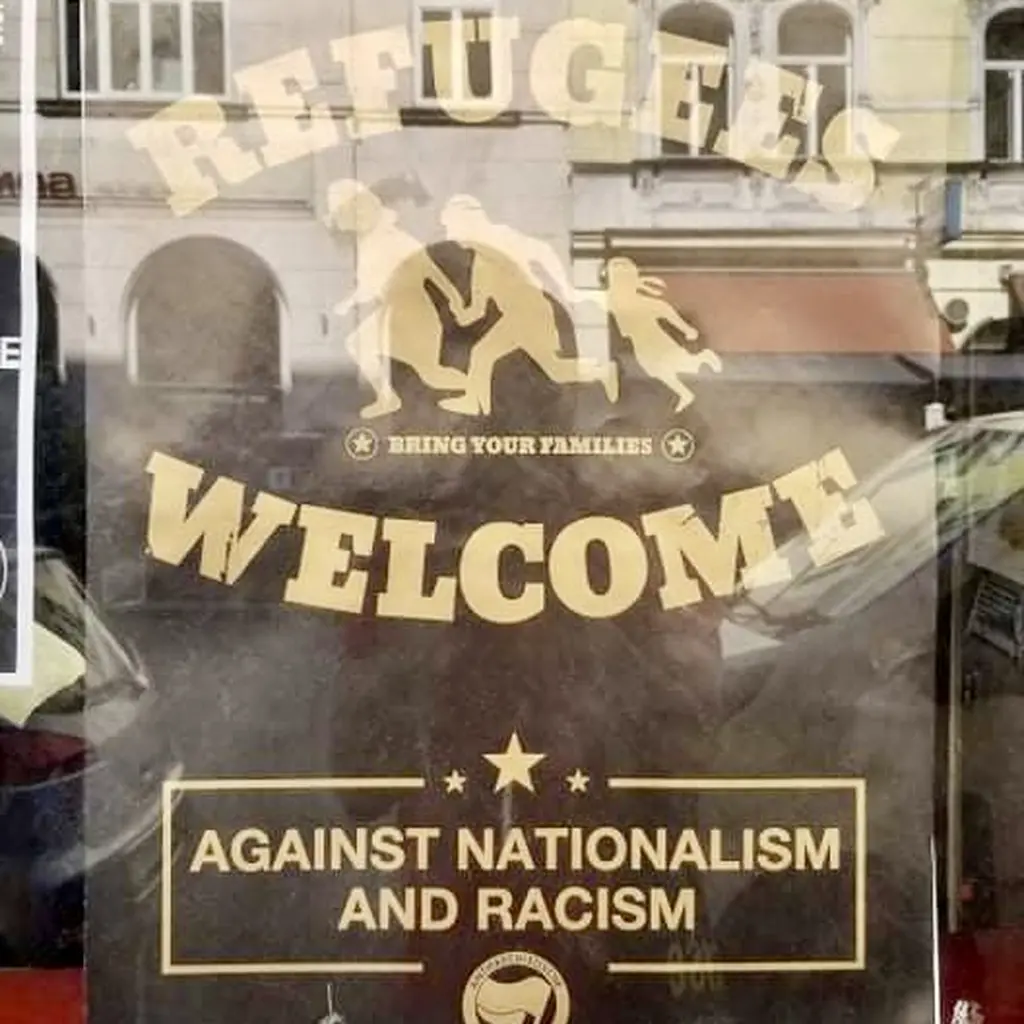 REFUGEES
BRING YOUR FAMILIES
WELCOME
AGAINST NATIONALISM
AND RACISM